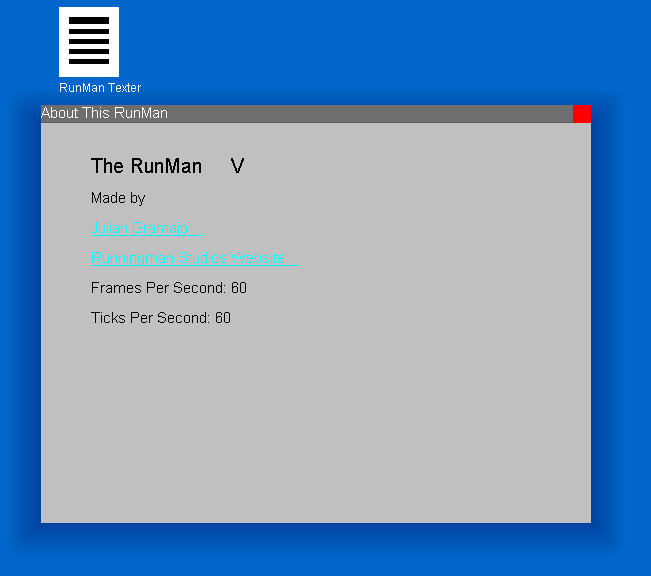 RunMan Texter
About This RunMan
The RunMan V
Made by
Julian Gramajo
Runningman Studios Website
Frames Per Second: 60
Ticks Per Second: 60